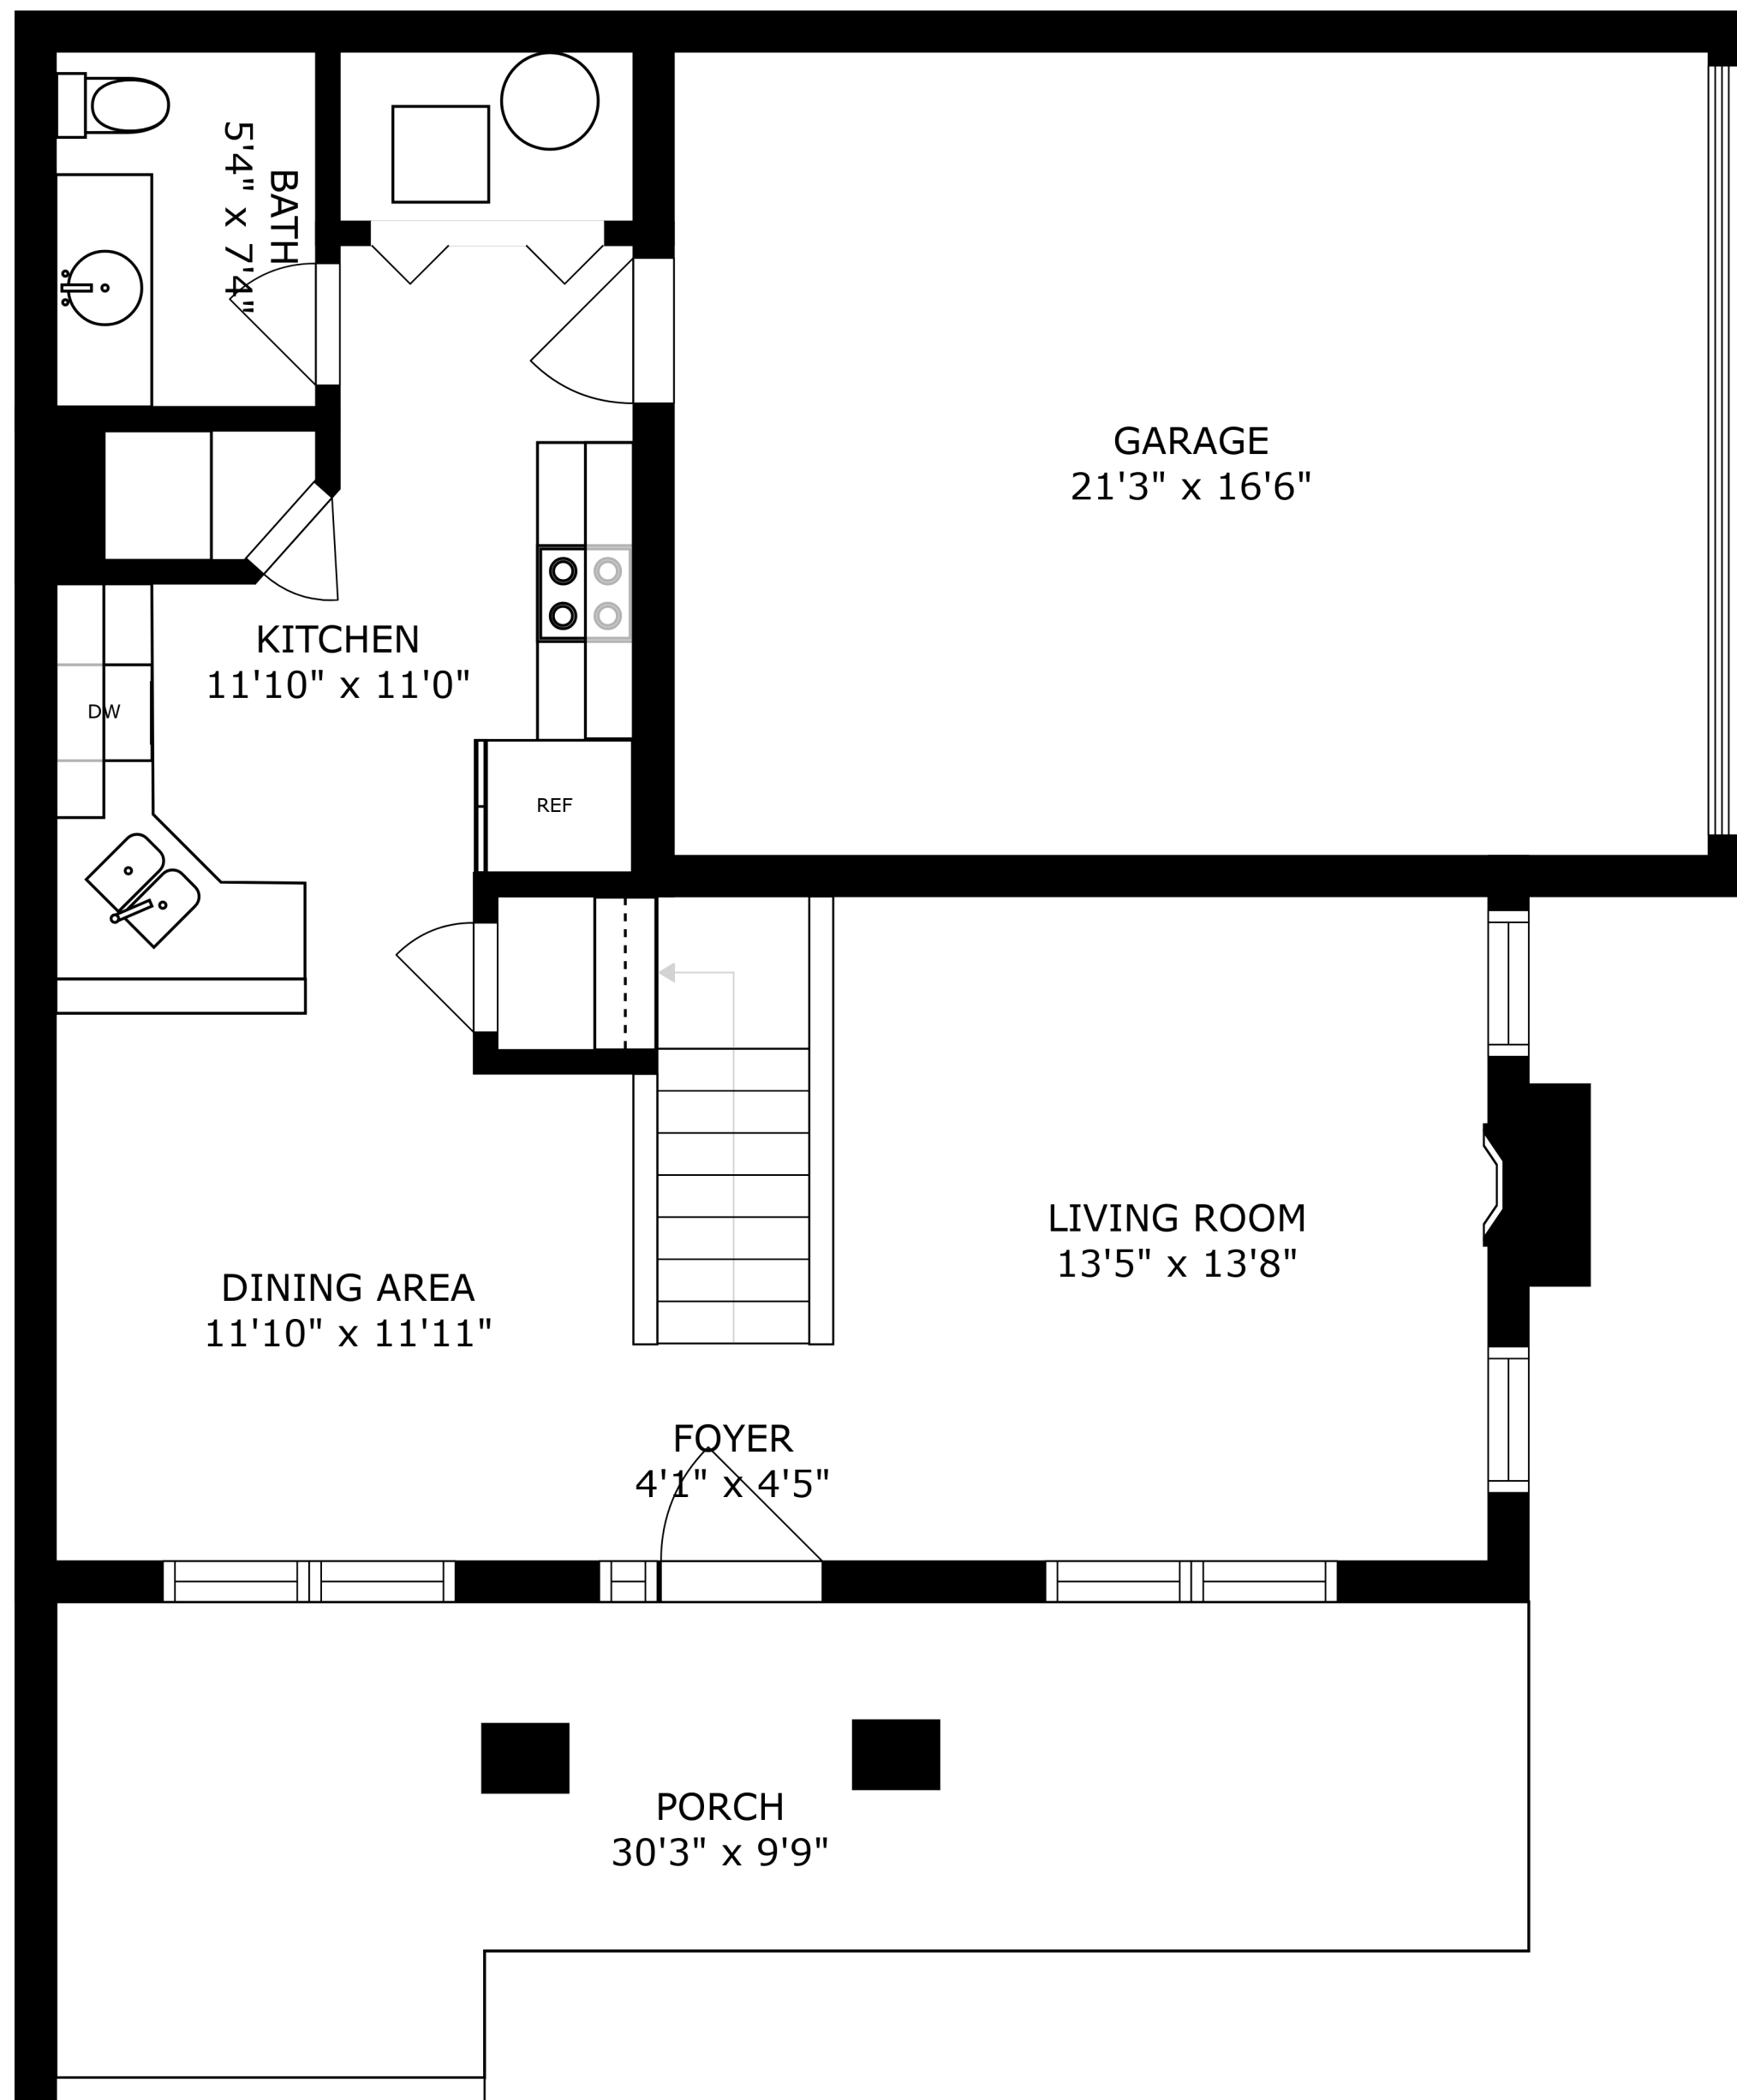 BATH
5'4" x 7'4"
GARAGE
21'3" x 16'6"
KITCHEN
11'10" x 11'0"
DW
REF
LIVING ROOM
13'5" x 13'8"
DINING AREA
11'10" x 11'11"
FOYER
4'1" x 4'5"
PORCH
30'3" x 9'9"